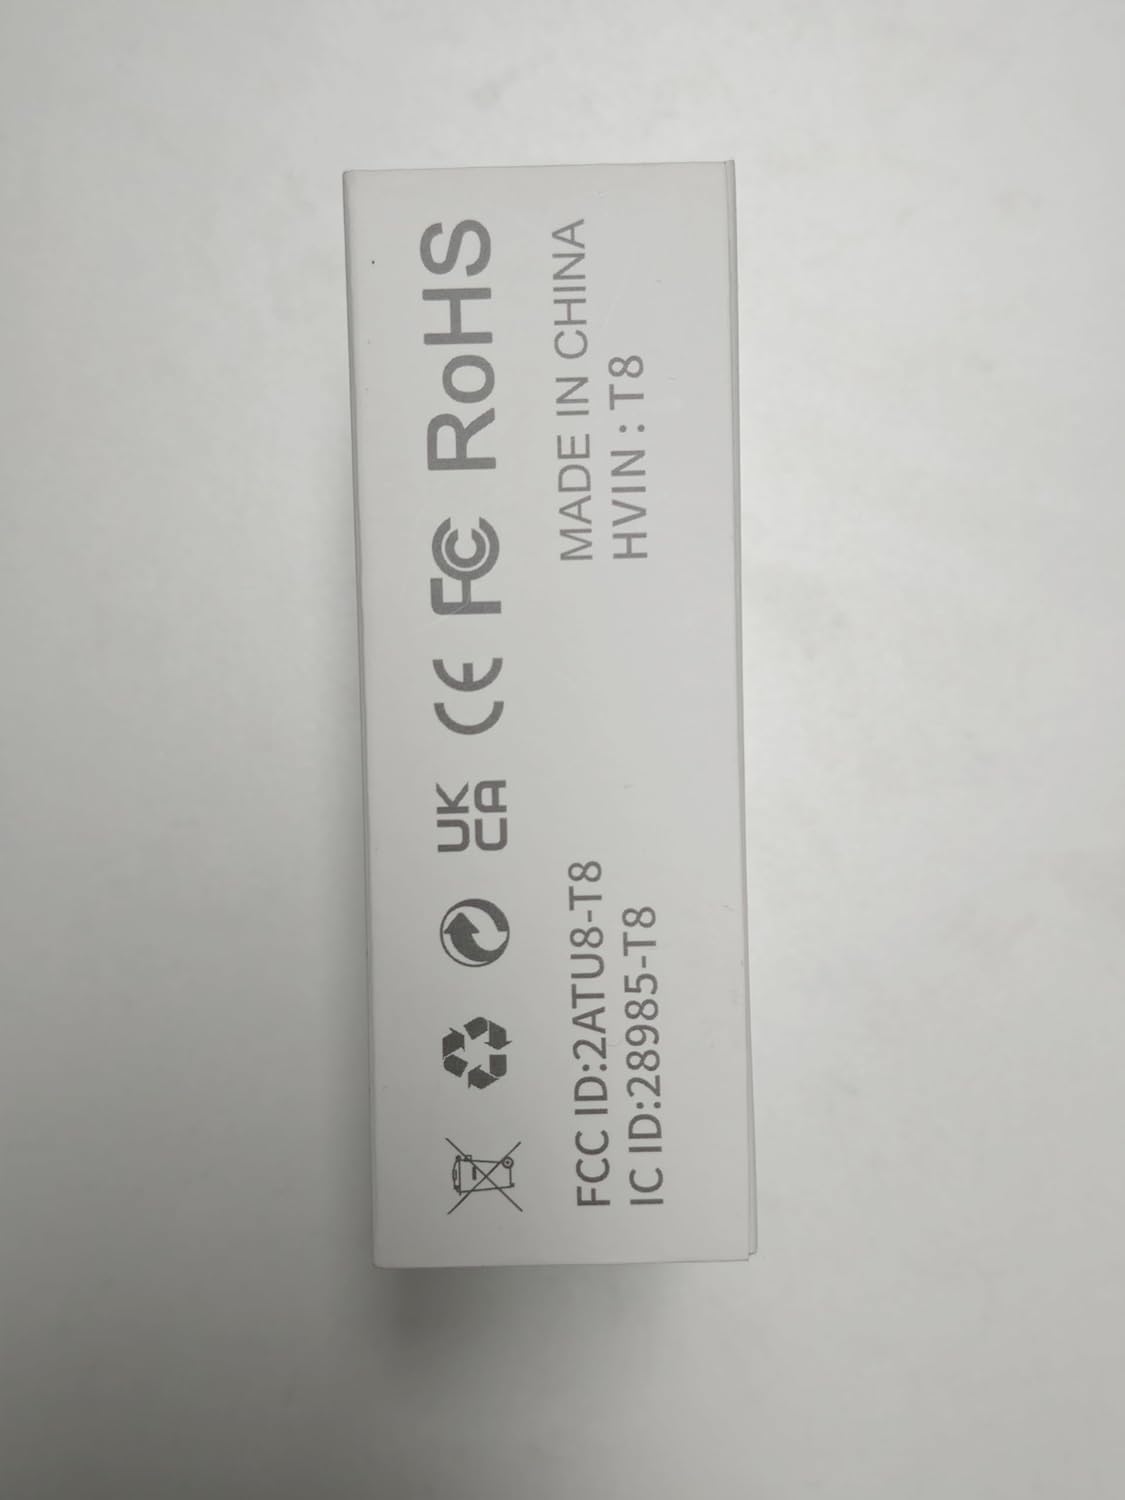 UK
CA
CE FC RoHS
FCC ID:2ATU8-T8
IC ID:28985-T8
MADE IN CHINA
HVIN : T8